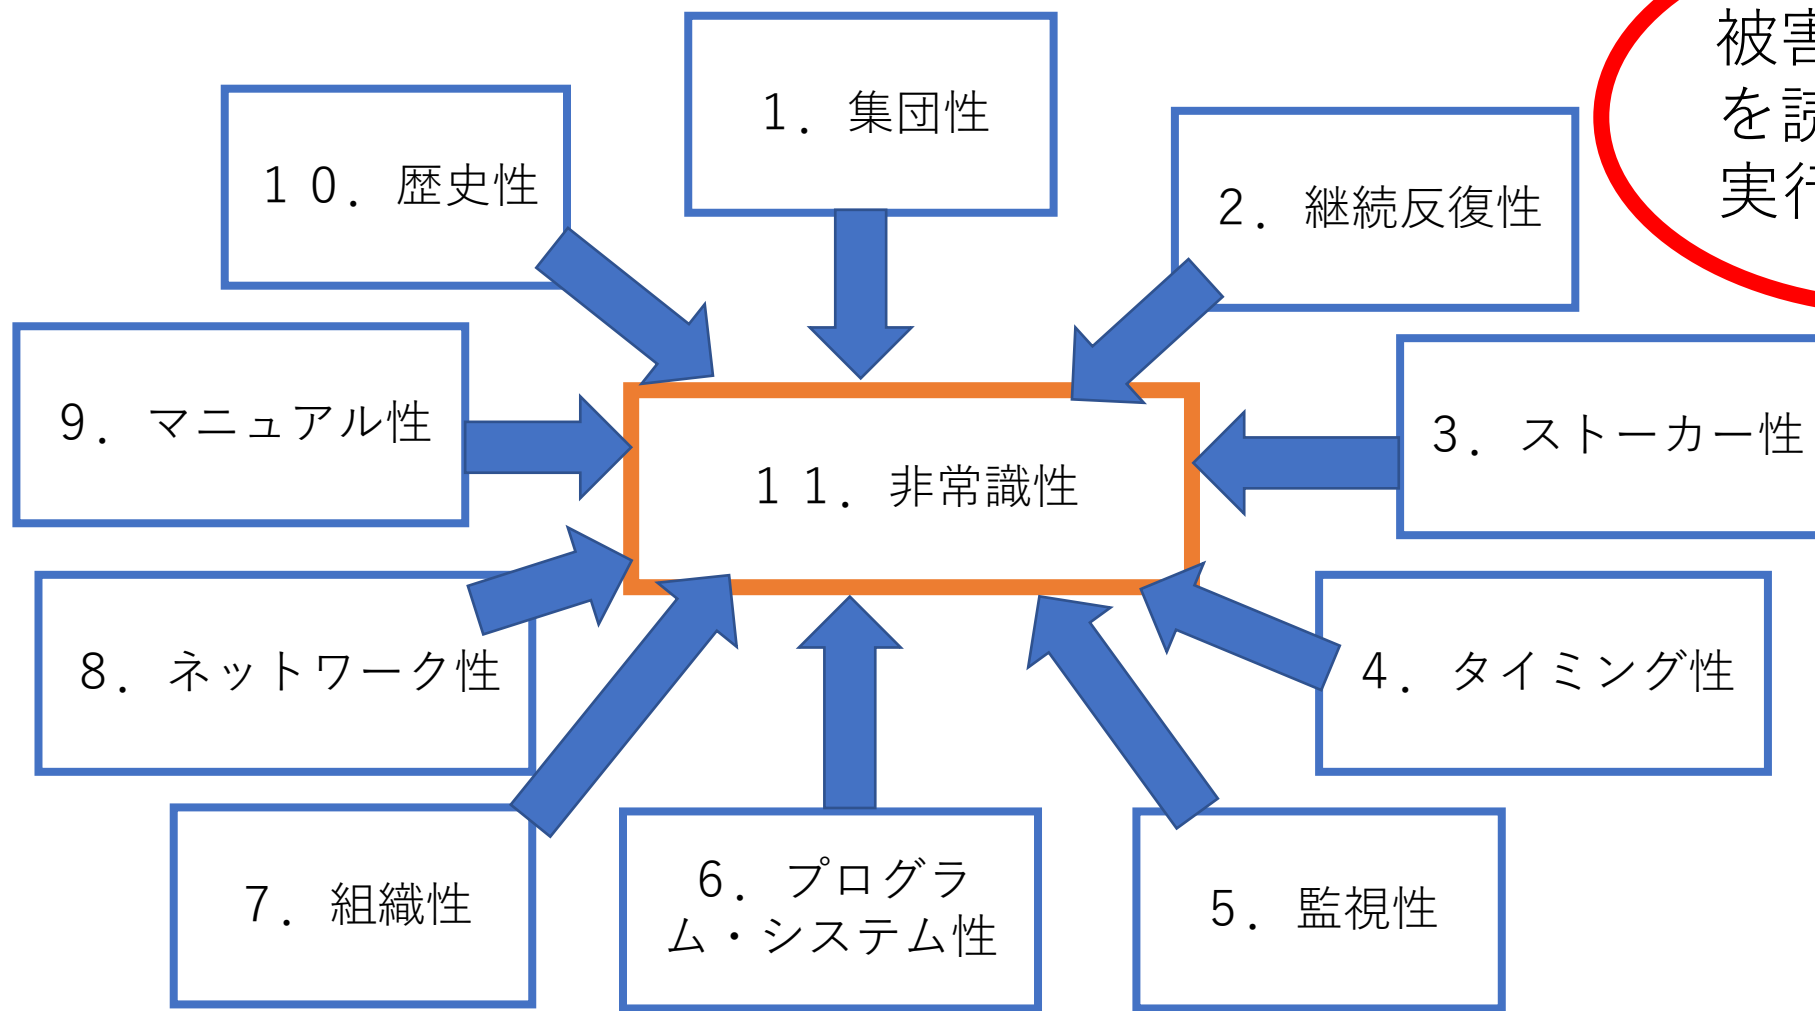 １．集団性
２．継続反復性
３．ストーカー性
４．タイミング性
５．監視性
６．プログラ
ム・システム性
７．組織性
８．ネットワーク性
９．マニュアル性
１０．歴史性
１１．非常識性
被害
を読
実行